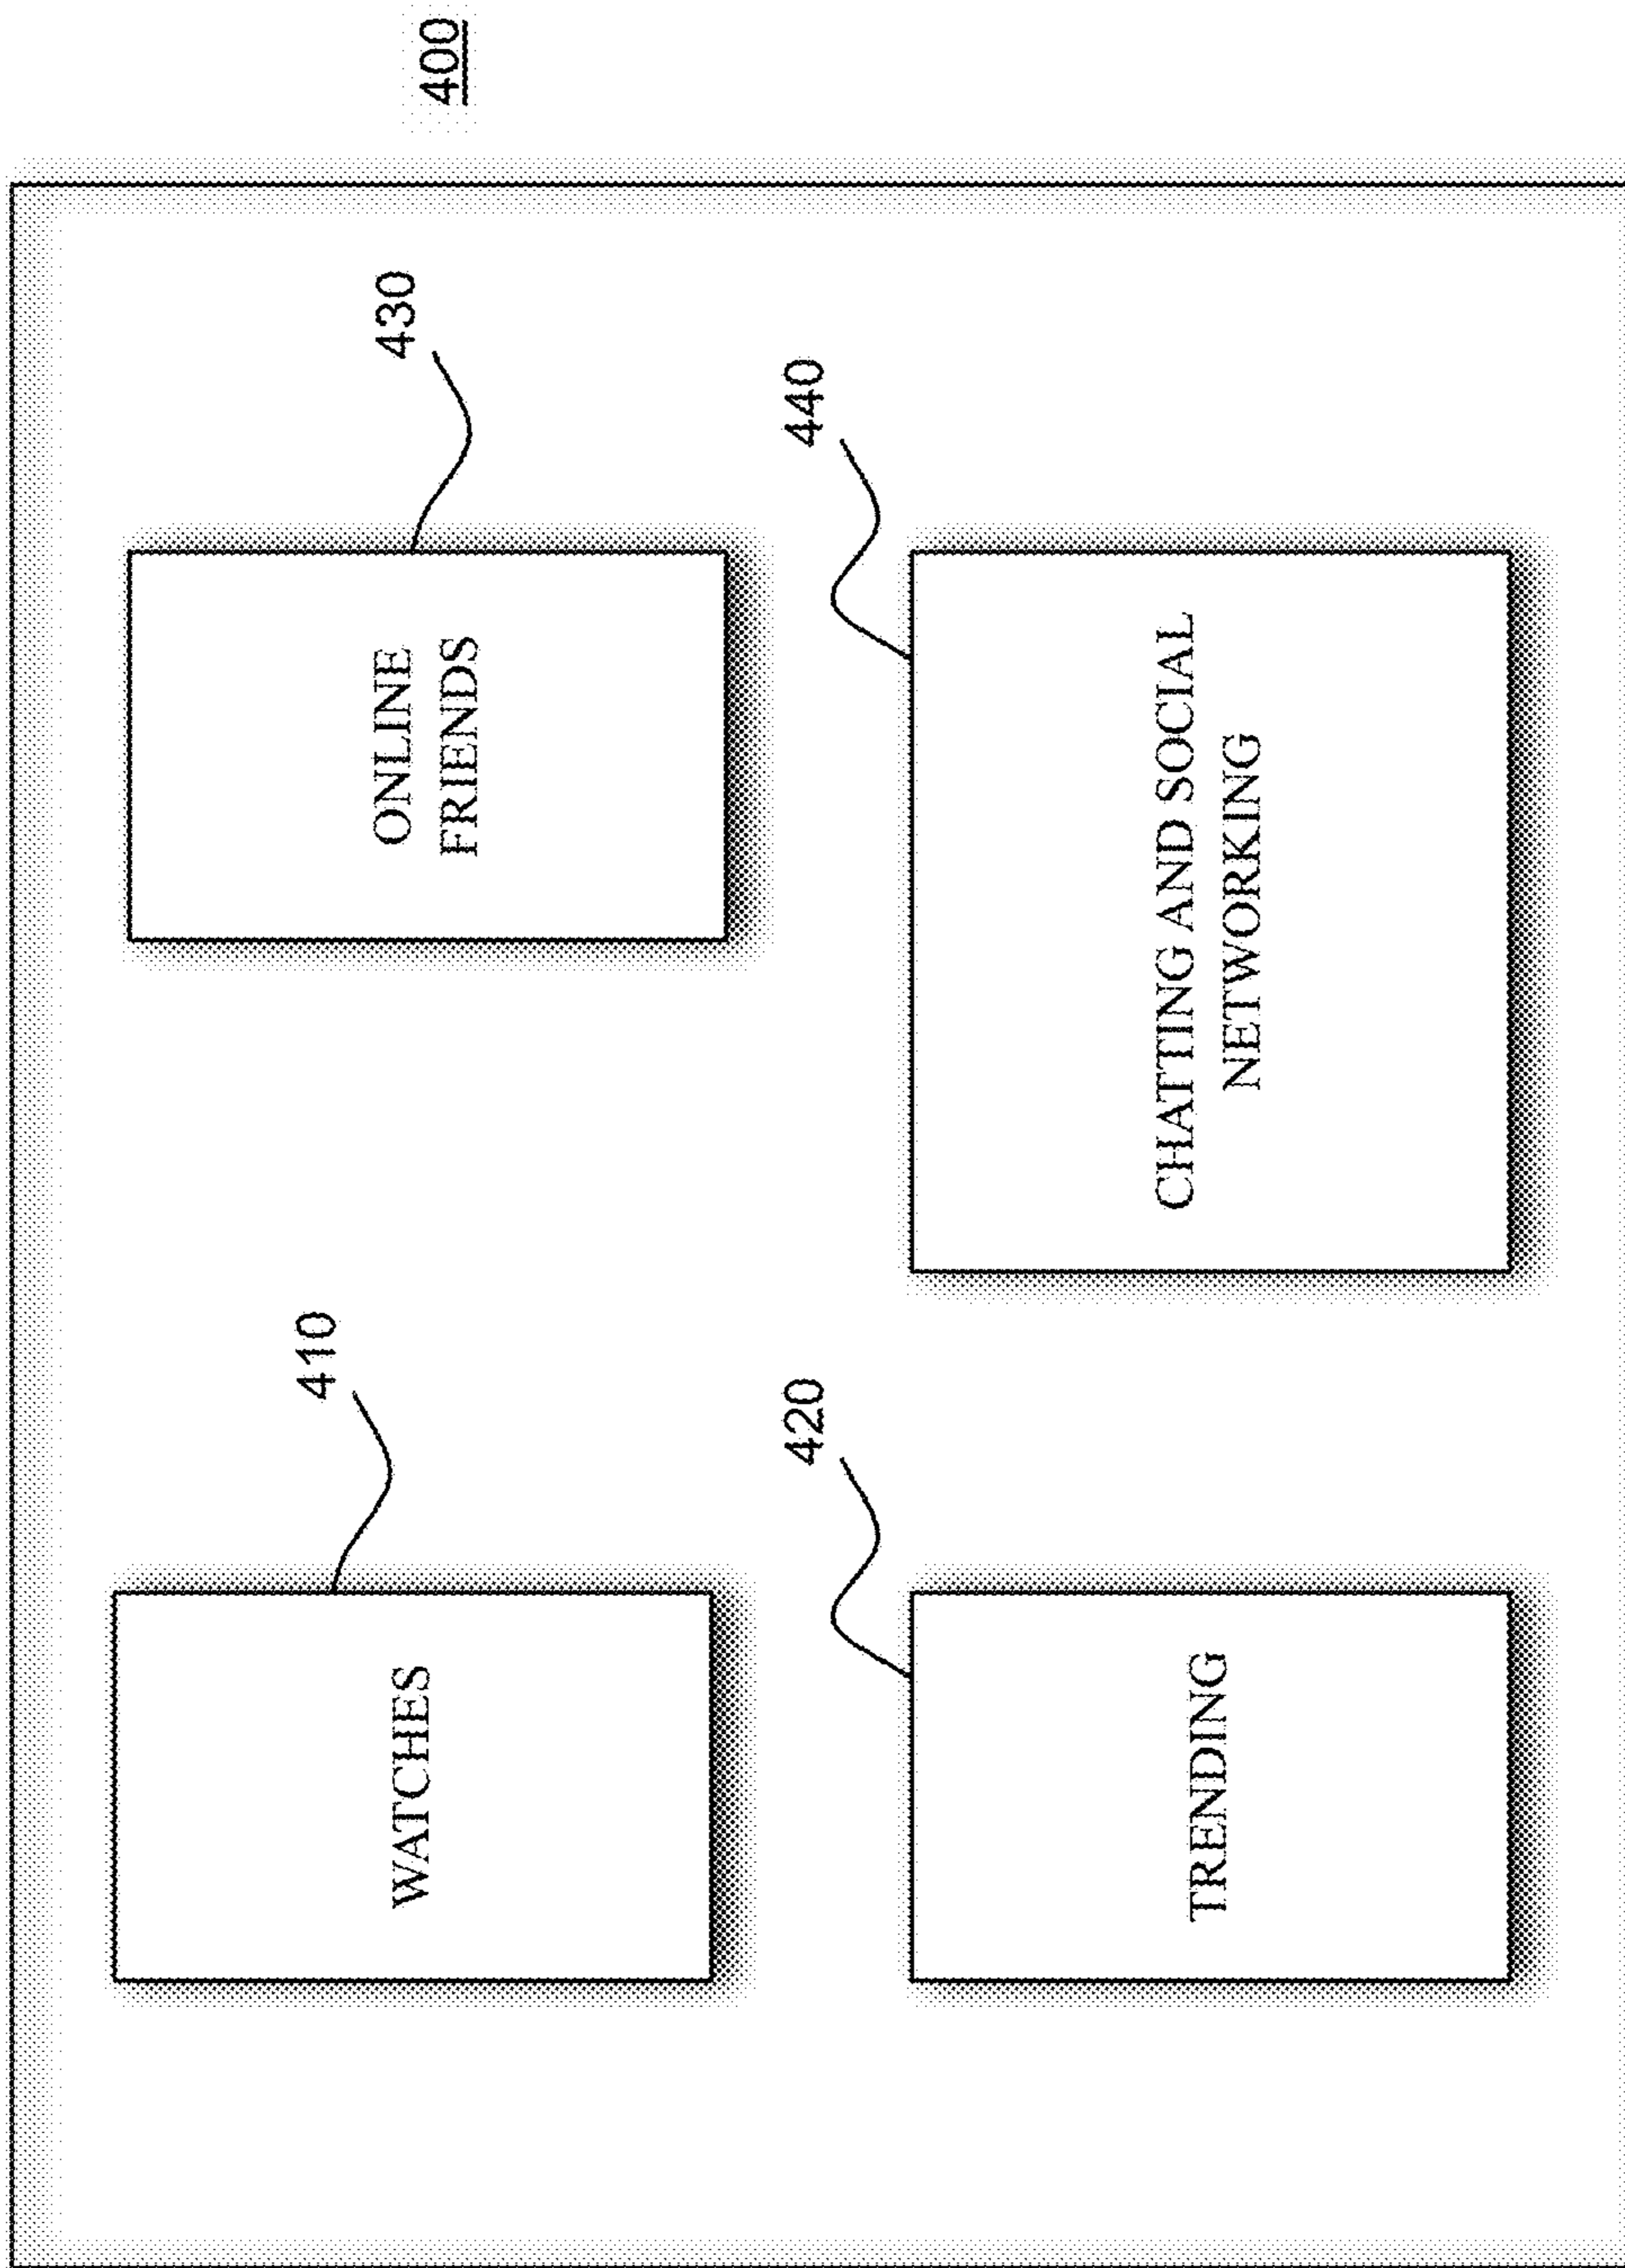 400
410
WATCHES
430
ONLINE
FRIENDS
420
TRENDING
440
CHATTING AND SOCIAL
NETWORKING